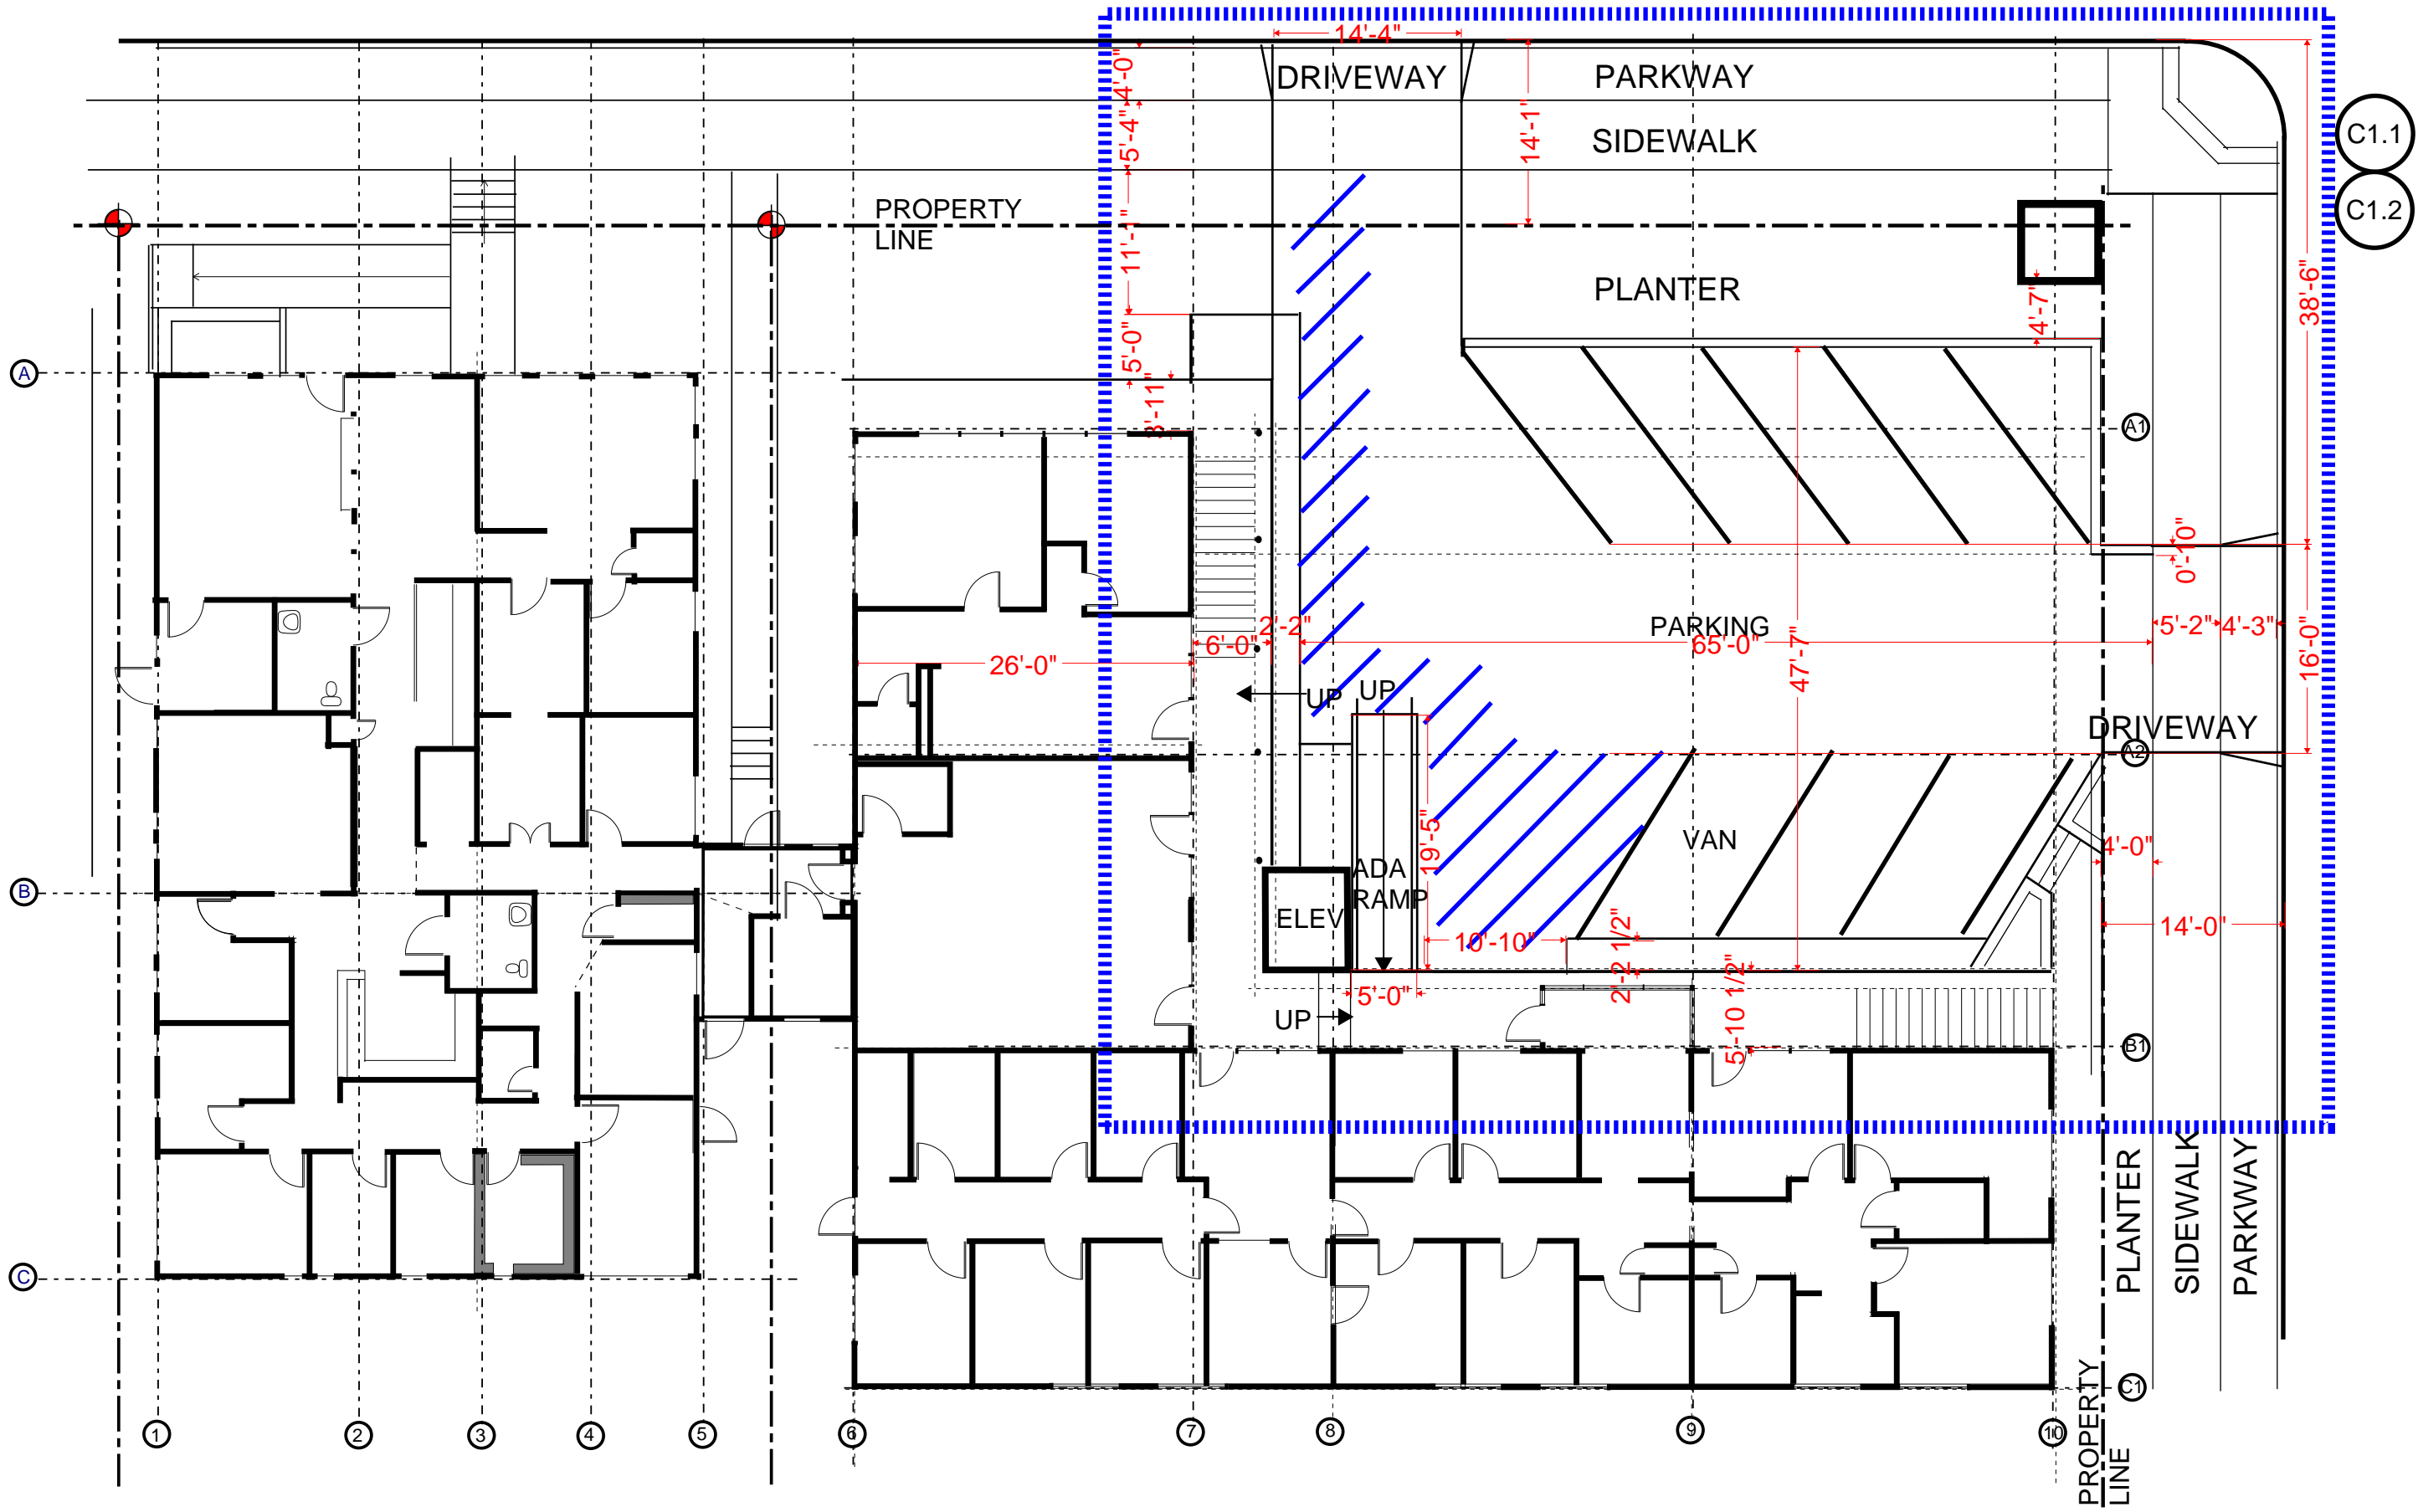 14'-4"
DRIVEWAY
PARKWAY
4'-0"
14'-1"
5'-4"
SIDEWALK
C1.1
C1.2
PROPERTY
LINE
11'-1"
PLANTER
4'-7"
38'-6"
5'-0"
3'-11"
A
A1
0'-10"
2'-2"
PARKING
6'-0"
65'-0"
5'-2"
4'-3"
16'-0"
26'-0"
47'-7"
UP
UP
DRIVEWAY
A2
19'-5"
VAN
4'-0"
ADA
RAMP
B
ELEV
10'-10"
14'-0"
2'-2 1/2"
5'-0"
5'-10 1/2"
UP
B1
PLANTER
SIDEWALK
PARKWAY
C
PROPERTY
LINE
C1
1
2
3
4
5
6
7
8
9
10